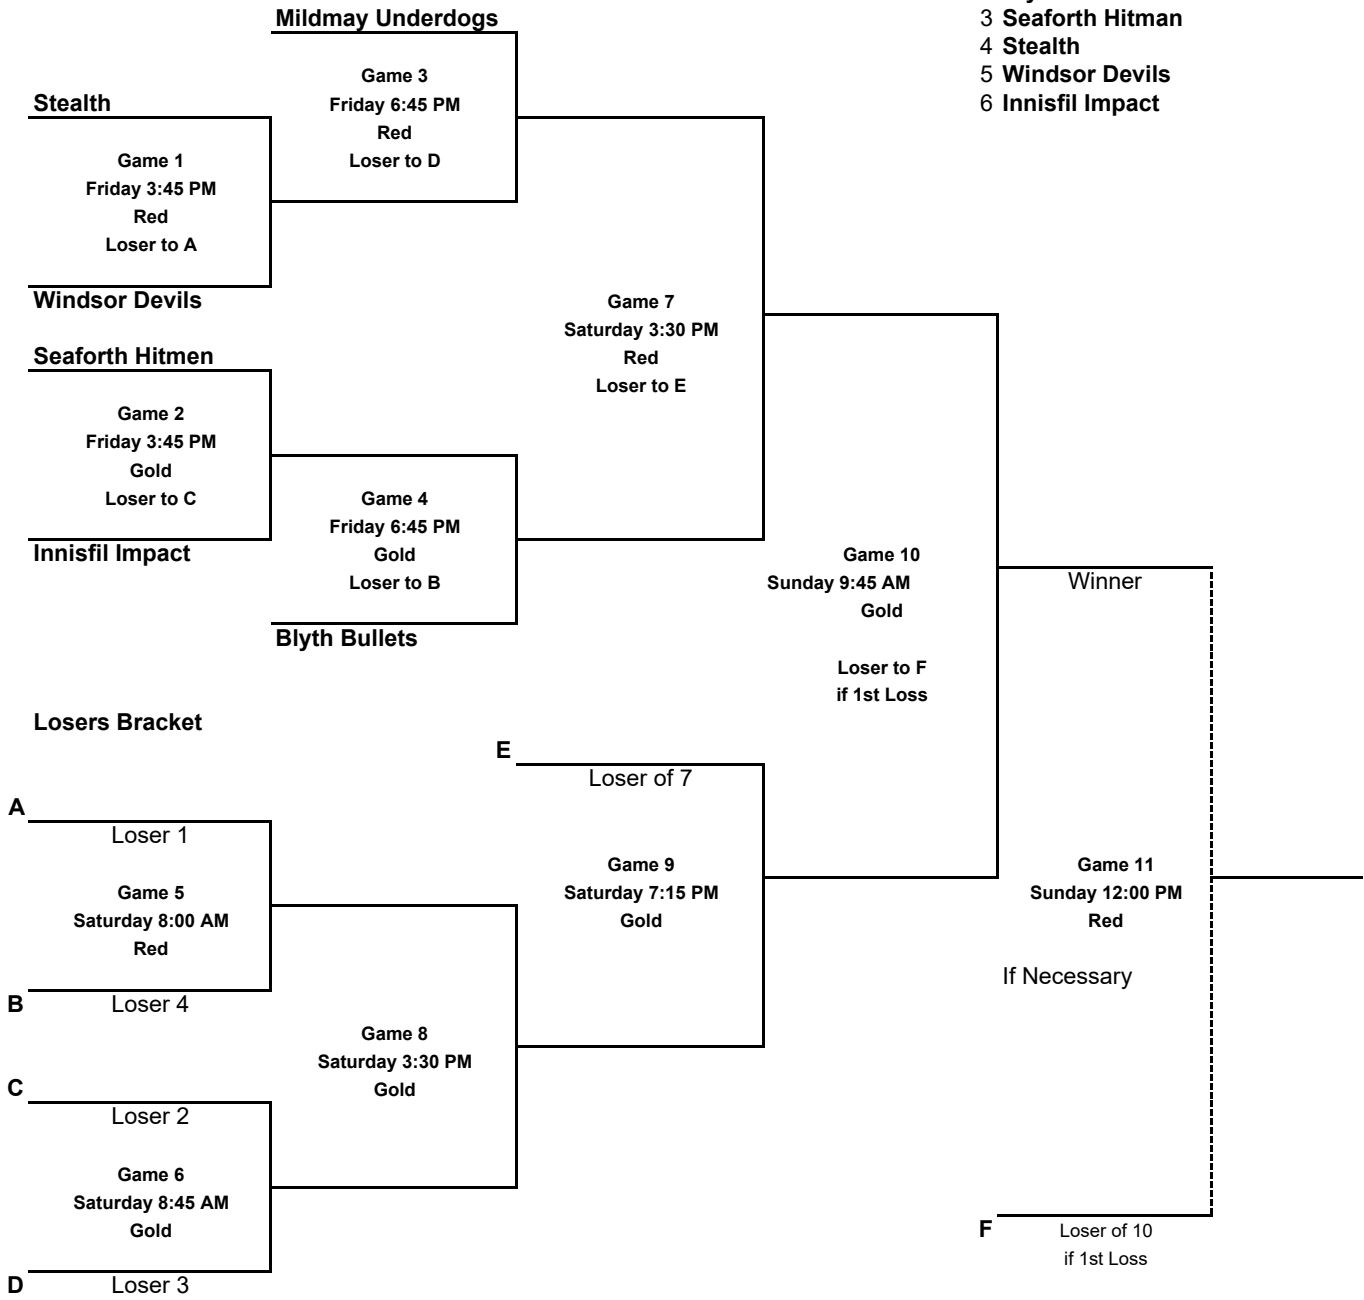 Mildmay Underdogs
3 Seaforth Hitman
4 Stealth
5 Windsor Devils
6 Innisfil Impact
Game 3
Friday 6:45 PM
Red
Loser to D
Stealth
Game 1
Friday 3:45 PM
Red
Loser to A
Windsor Devils
Game 7
Saturday 3:30 PM
Red
Loser to E
Seaforth Hitmen
Game 2
Friday 3:45 PM
Gold
Loser to C
Innisfil Impact
Game 4
Friday 6:45 PM
Gold
Loser to B
Blyth Bullets
Game 10
Sunday 9:45 AM
Gold
Loser to F
if 1st Loss
Winner
Losers Bracket
E
Loser of 7
A
Loser 1
Game 5
Saturday 8:00 AM
Red
B
Loser 4
Game 9
Saturday 7:15 PM
Gold
Game 11
Sunday 12:00 PM
Red
If Necessary
Game 8
Saturday 3:30 PM
Gold
C
Loser 2
Game 6
Saturday 8:45 AM
Gold
D
Loser 3
F
Loser of 10
if 1st Loss